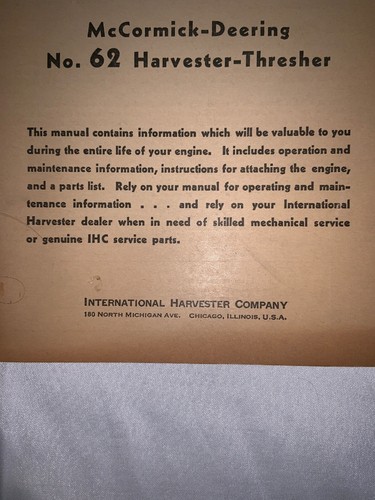 McCormick-Deering
No. 62 Harvester-Thresher
This manual contains information which will be valuable to you
during the entire life of your engine. It includes operation and
maintenance information, instructions for attaching the engine,
and a parts list. Rely on your manual for operating and main-
tenance information . . . and rely on your International
Harvester dealer when in need of skilled mechanical service
or genuine IHC service parts.
INTERNATIONAL HARVESTER COMPANY
180 NORTH MICHIGAN AVE. CHICAGO, ILLINOIS, U.S.A.